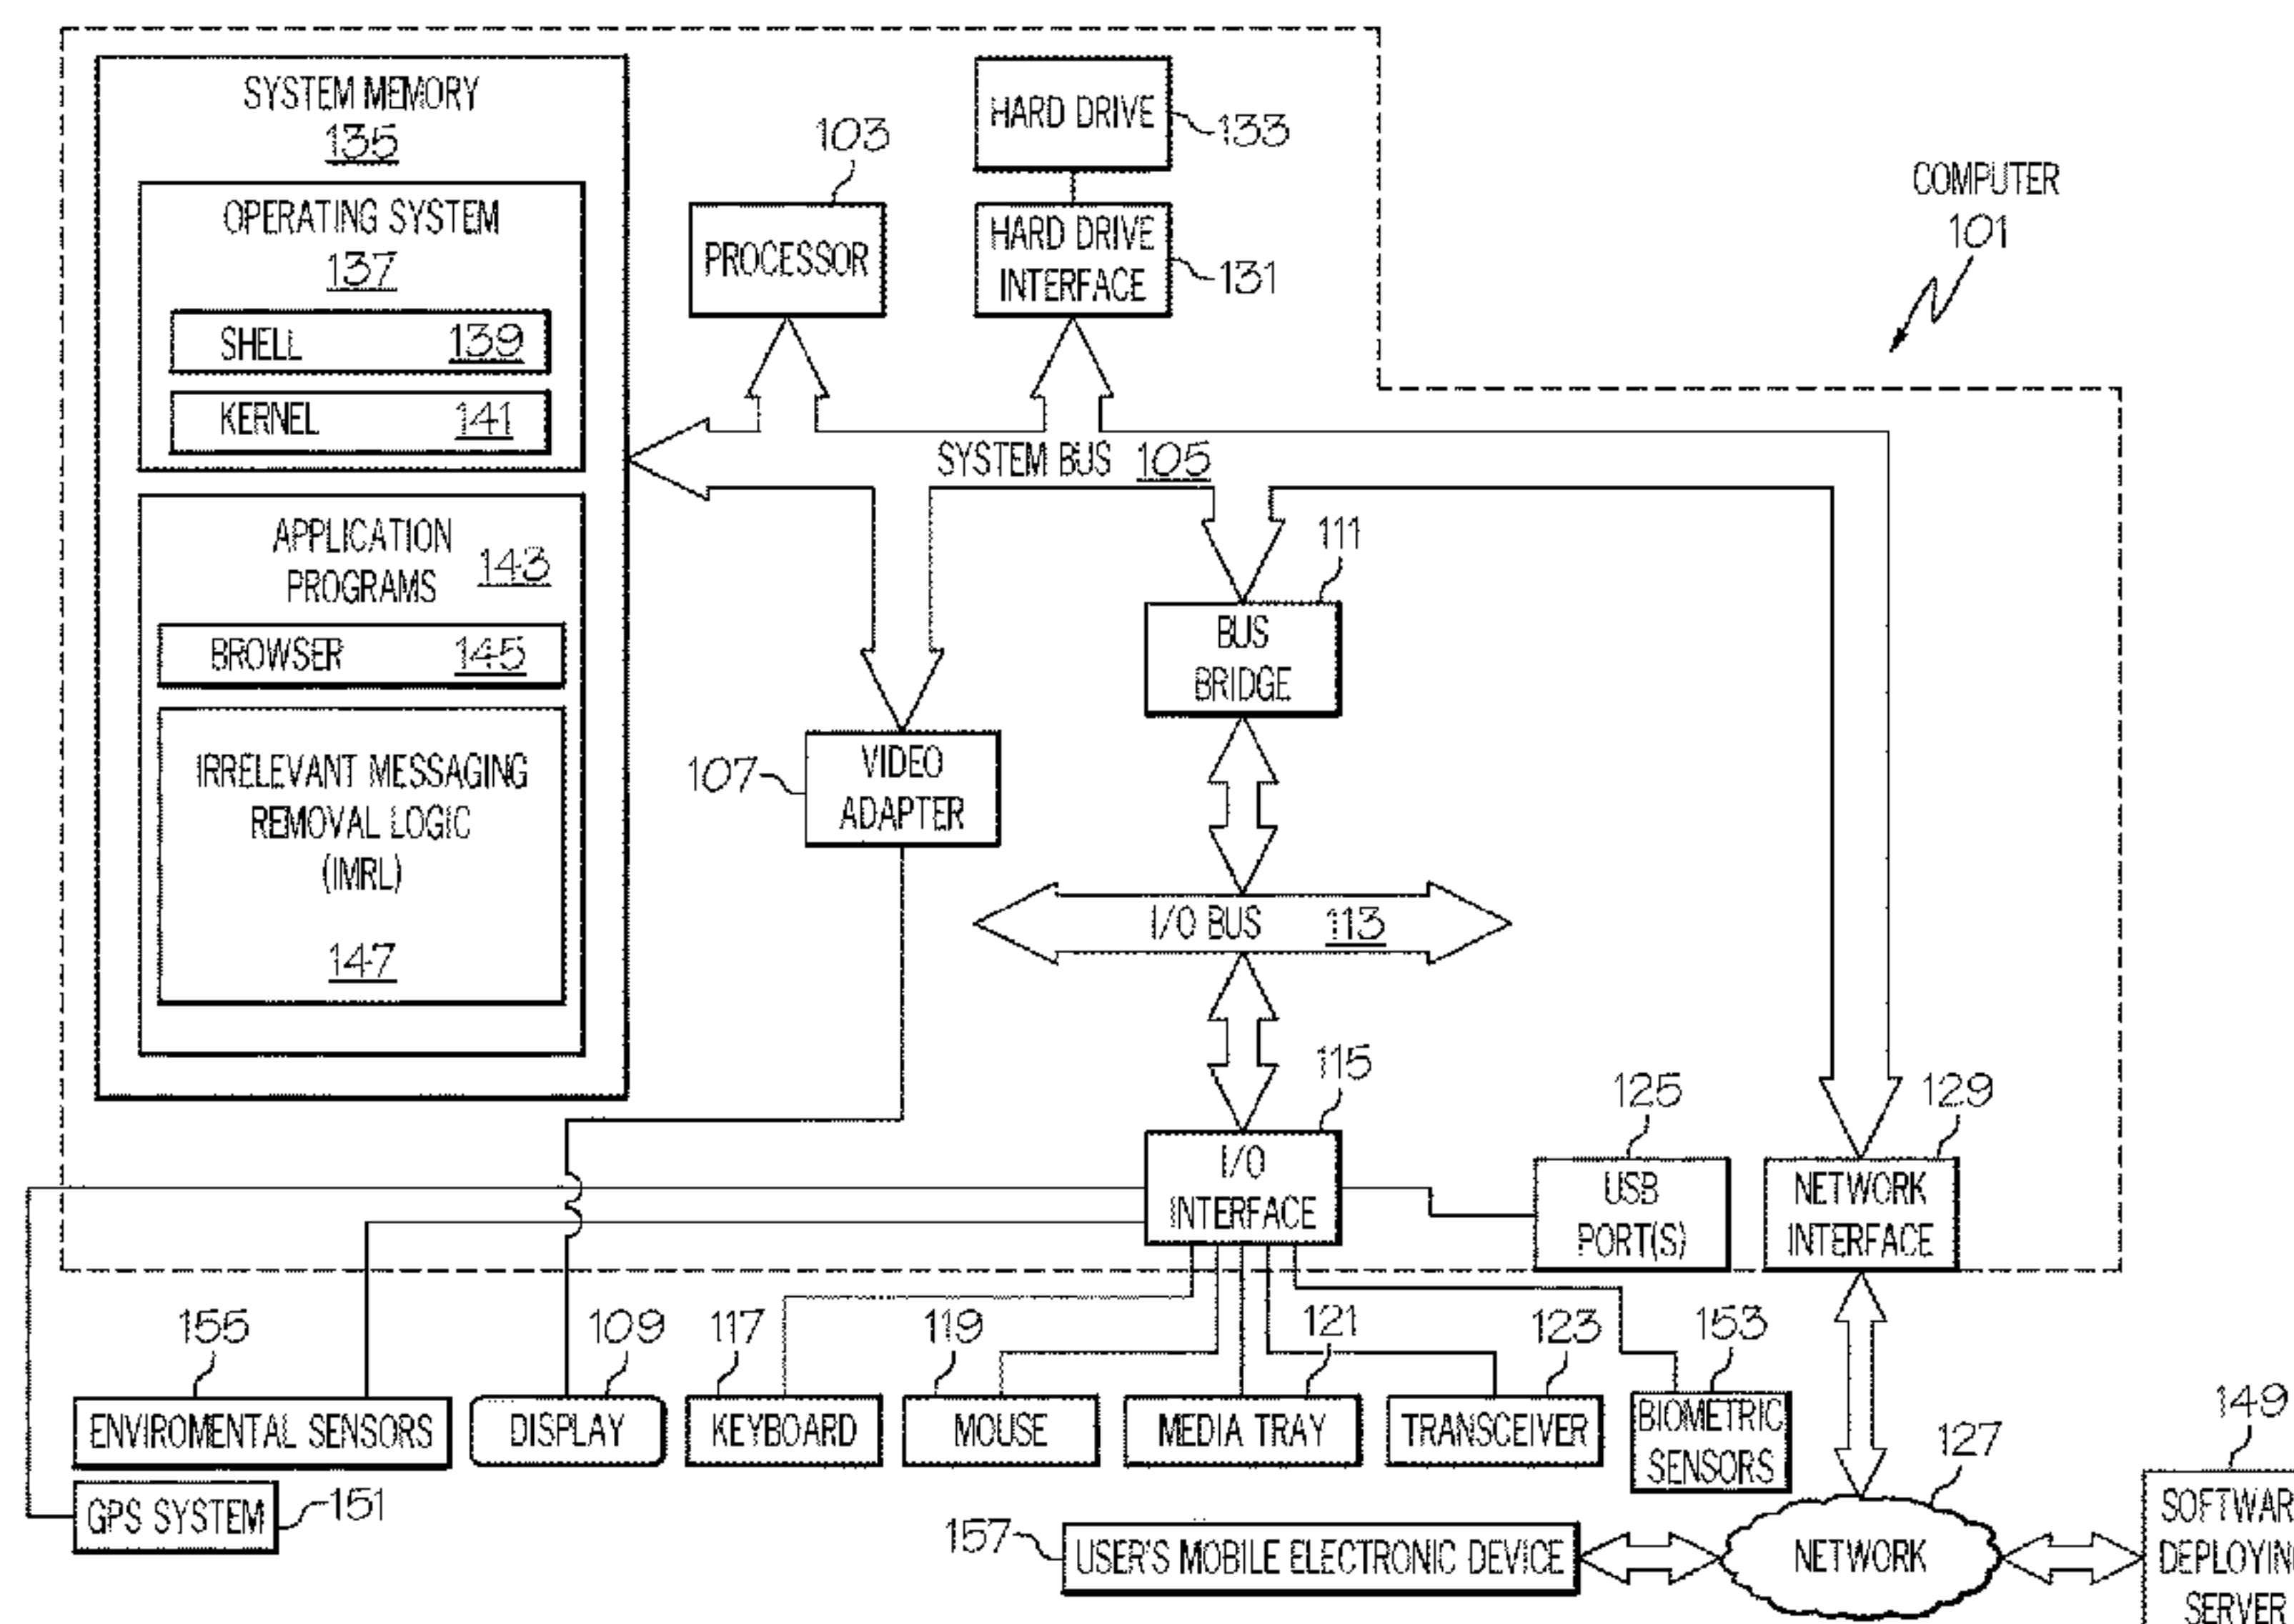 SYSTEM MEMORY
135
OPERATING SYSTEM
137
SHELL 139
KERNEL 141
APPLICATION
PROGRAMS 143
BROWSER 145
IRRELEVANT MESSAGING
REMOVAL LOGIC
(IMRL)
147
103
PROCESSOR
HARD DRIVE
133
HARD DRIVE
INTERFACE
131
COMPUTER
101
SYSTEM BUS 105
111
BUS
BRIDGE
107
VIDEO
ADAPTER
I/O BUS 113
115
I/O
INTERFACE
125
USB
PORT(S)
129
NETWORK
INTERFACE
155
ENVIROMENTAL SENSORS
109
DISPLAY
117
KEYBOARD
119
MOUSE
121
MEDIA TRAY
123
TRANSCEIVER
153
BIOMETRIC
SENSORS
GPS SYSTEM
151
157
USER'S MOBILE ELECTRONIC DEVICE
127
NETWORK
149
SOFTWAR
DEPLOYIN
SERVER